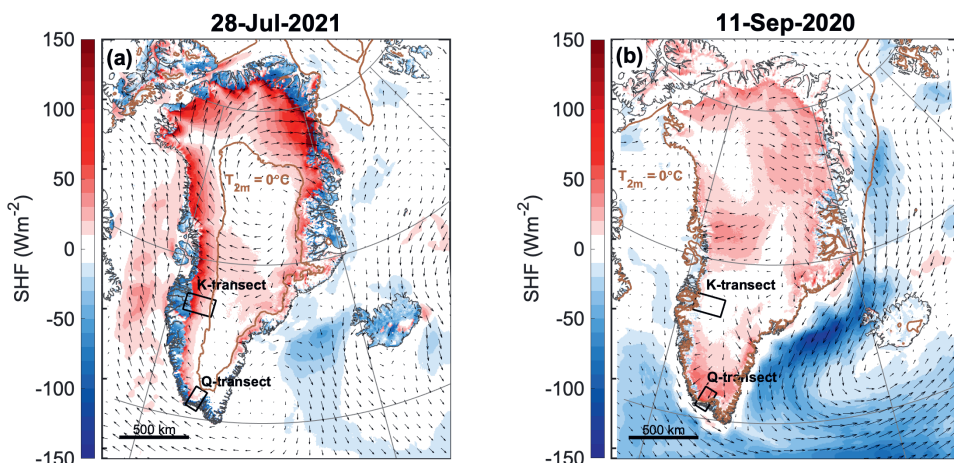 28-Jul-2021
(a)
150
100
50
0
-50
-100
-150
SHF (Wm-2)
T2m = 0°C
K-transect
Q-transect
500 km
11-Sep-2020
(b)
150
100
50
0
-50
-100
-150
SHF (Wm-2)
T2m = 0°C
K-transect
Q-transect
500 km